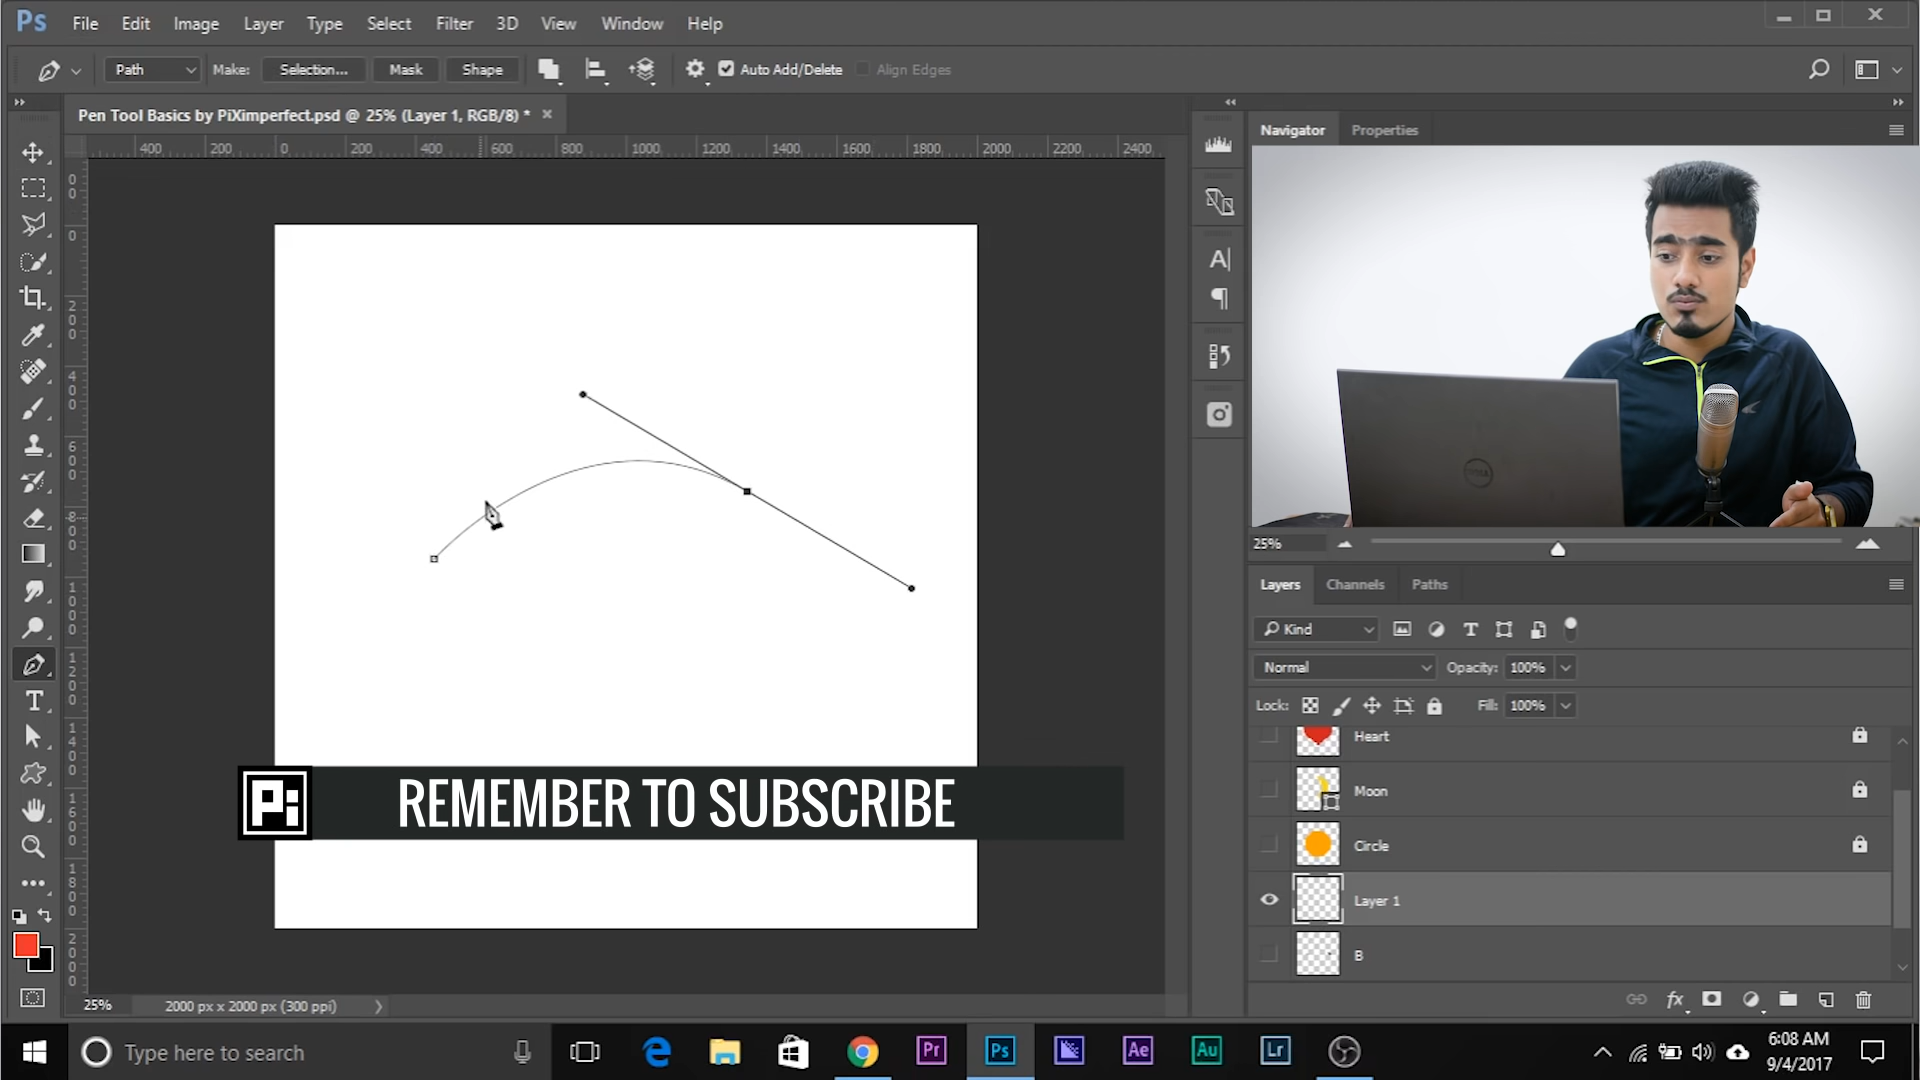 Ps File Edit Image Layer Type Select Filter 3D View Window Help
Path Make: Selection... Mask Shape Auto Add/Delete Align Edges
Pen Tool Basics by PiXimperfect.psd @ 25% (Layer 1, RGB/8) * ×
400 200 0 200 400 600 800 1000 1200 1400 1600 1800 2000 2200 2400
Navigator Properties
25%
Layers Channels Paths
Kind
Normal Opacity: 100%
Lock: Fill: 100%
Heart
Moon
Circle
Layer 1
B
fx
Pi REMEMBER TO SUBSCRIBE
25% 2000 px x 2000 px (300 ppi)
Type here to search
Pr Ps Ae Au Lr
6:08 AM
9/4/2017